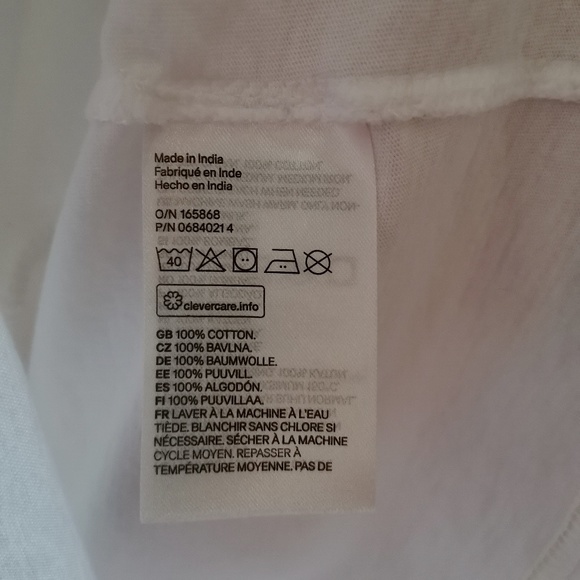 Made in India
Fabriqué en Inde
Hecho en India
O/N 165868
P/N 0684021 4
40
clevercare.info
GB 100% COTTON.
CZ 100% BAVLNA.
DE 100% BAUMWOLLE.
EE 100% PUUVILL.
ES 100% ALGODÓN.
FI 100% PUUVILLAA.
FR LAVER À LA MACHINE À L'EAU
TIÈDE. BLANCHIR SANS CHLORE SI
NÉCESSAIRE. SÉCHER À LA MACHINE
CYCLE MOYEN. REPASSER À
TEMPÉRATURE MOYENNE. PAS DE